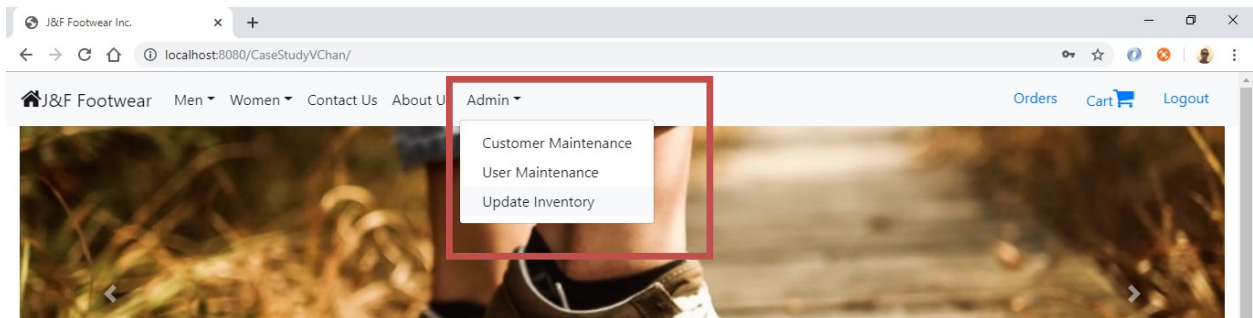 J&F Footwear Inc.
localhost:8080/CaseStudyVChan/
J&F Footwear Men Women Contact Us About U Admin Orders Cart Logout
Customer Maintenance
User Maintenance
Update Inventory